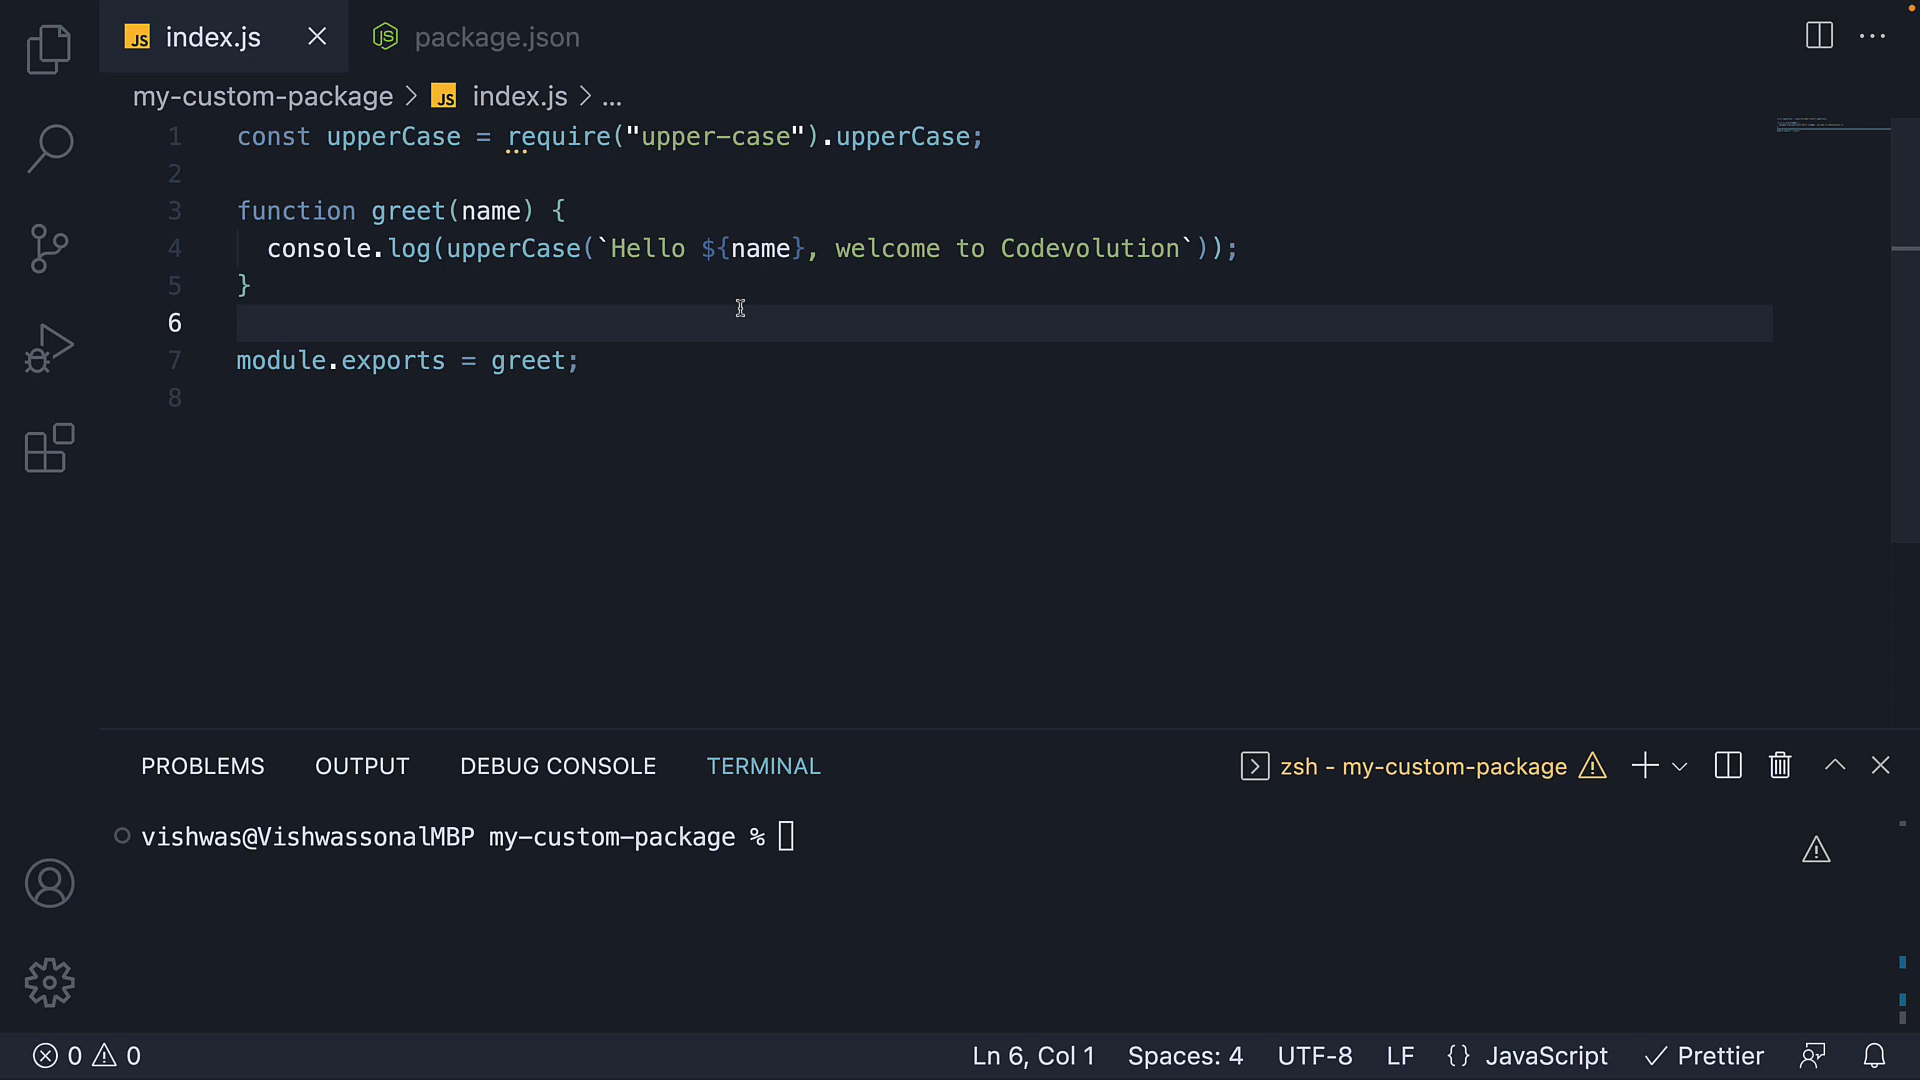 JS index.js package.json
my-custom-package > JS index.js > ...
1 const upperCase = require("upper-case").upperCase;
2
3 function greet(name) {
4 console.log(upperCase(`Hello ${name}, welcome to Codevolution`));
5 }
6
7 module.exports = greet;
8
PROBLEMS OUTPUT DEBUG CONSOLE TERMINAL zsh - my-custom-package
vishwas@VishwassonalMBP my-custom-package %
0 0 Ln 6, Col 1 Spaces: 4 UTF-8 LF {} JavaScript Prettier